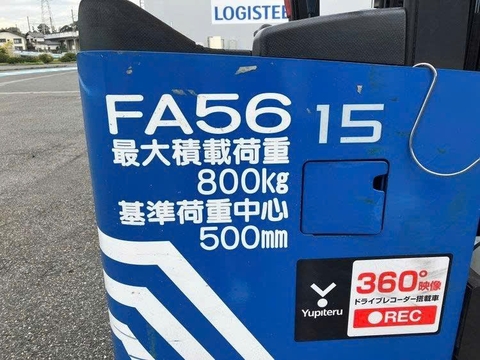 LOGISTEE
FA56 15
最大積載荷重
800kg
基準荷重中心
500mm
360°映像
ドライブレコーダー搭載車
REC
Yupiteru